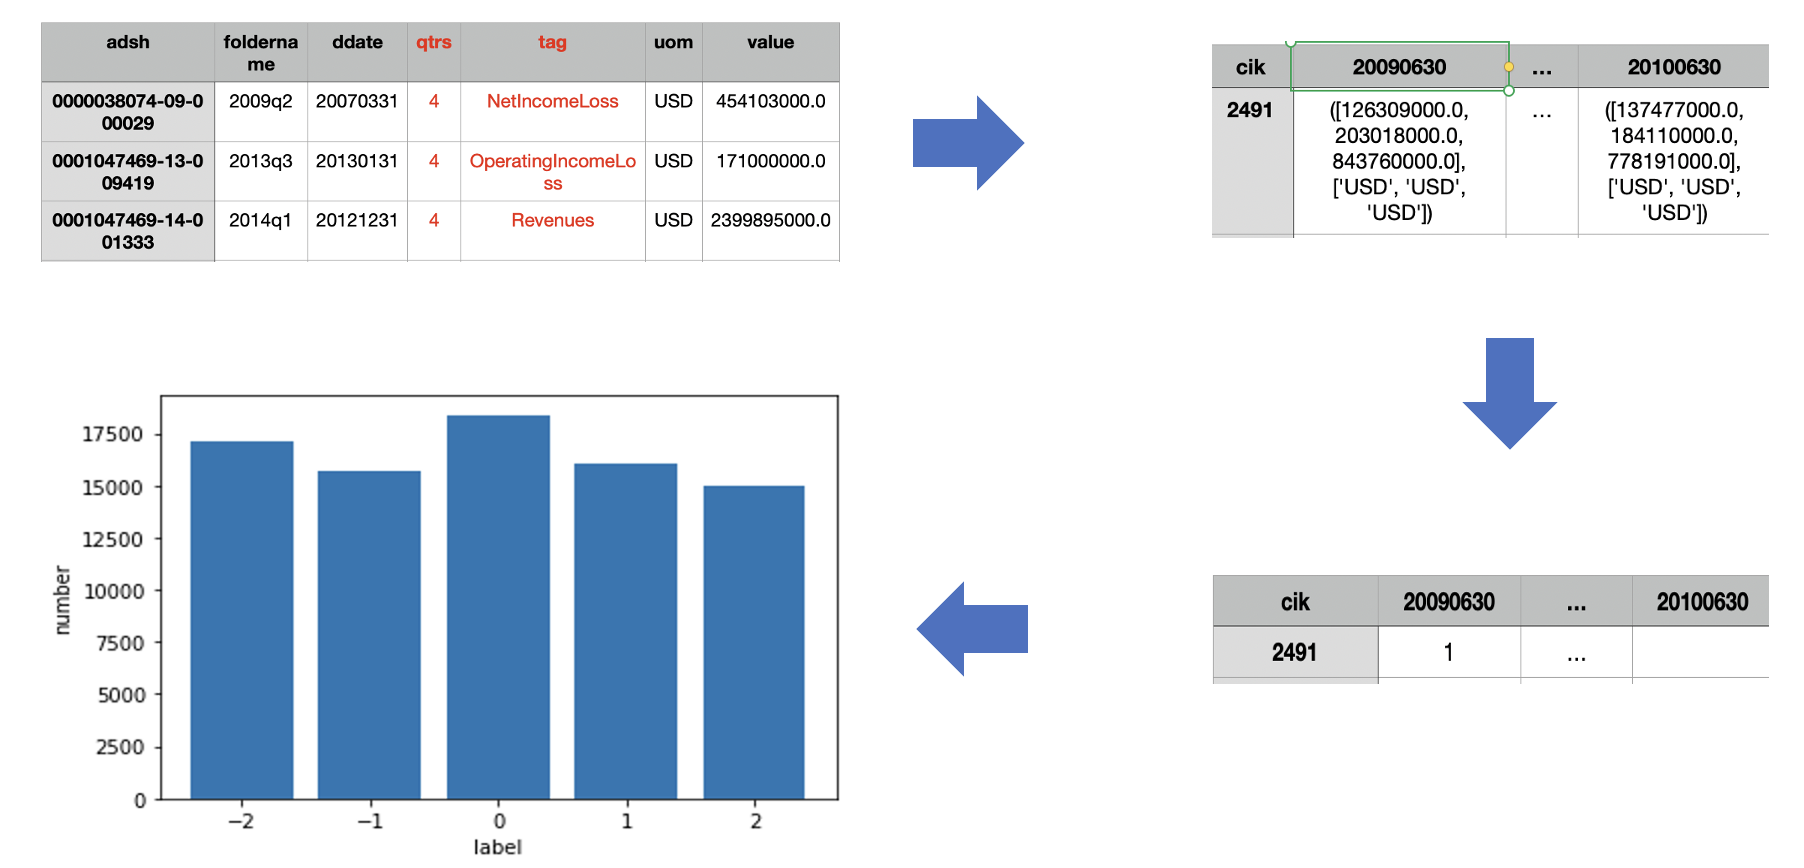 adsh folderna ddate qtrs tag uom value
me
0000038074-09-0 2009q2 20070331 4 NetIncomeLoss USD 454103000.0
00029
0001047469-13-0 2013q3 20130131 4 OperatingIncomeLo USD 171000000.0
09419 ss
0001047469-14-0 2014q1 20121231 4 Revenues USD 2399895000.0
01333
cik 20090630 ... 20100630
2491 ([126309000.0, ... ([137477000.0,
203018000.0, 184110000.0,
843760000.0], 778191000.0],
['USD', 'USD', ['USD', 'USD',
'USD']) 'USD'])
cik 20090630 ... 20100630
2491 1 ...
17500
15000
12500
10000
7500
5000
2500
0
number
−2 −1 0 1 2
label